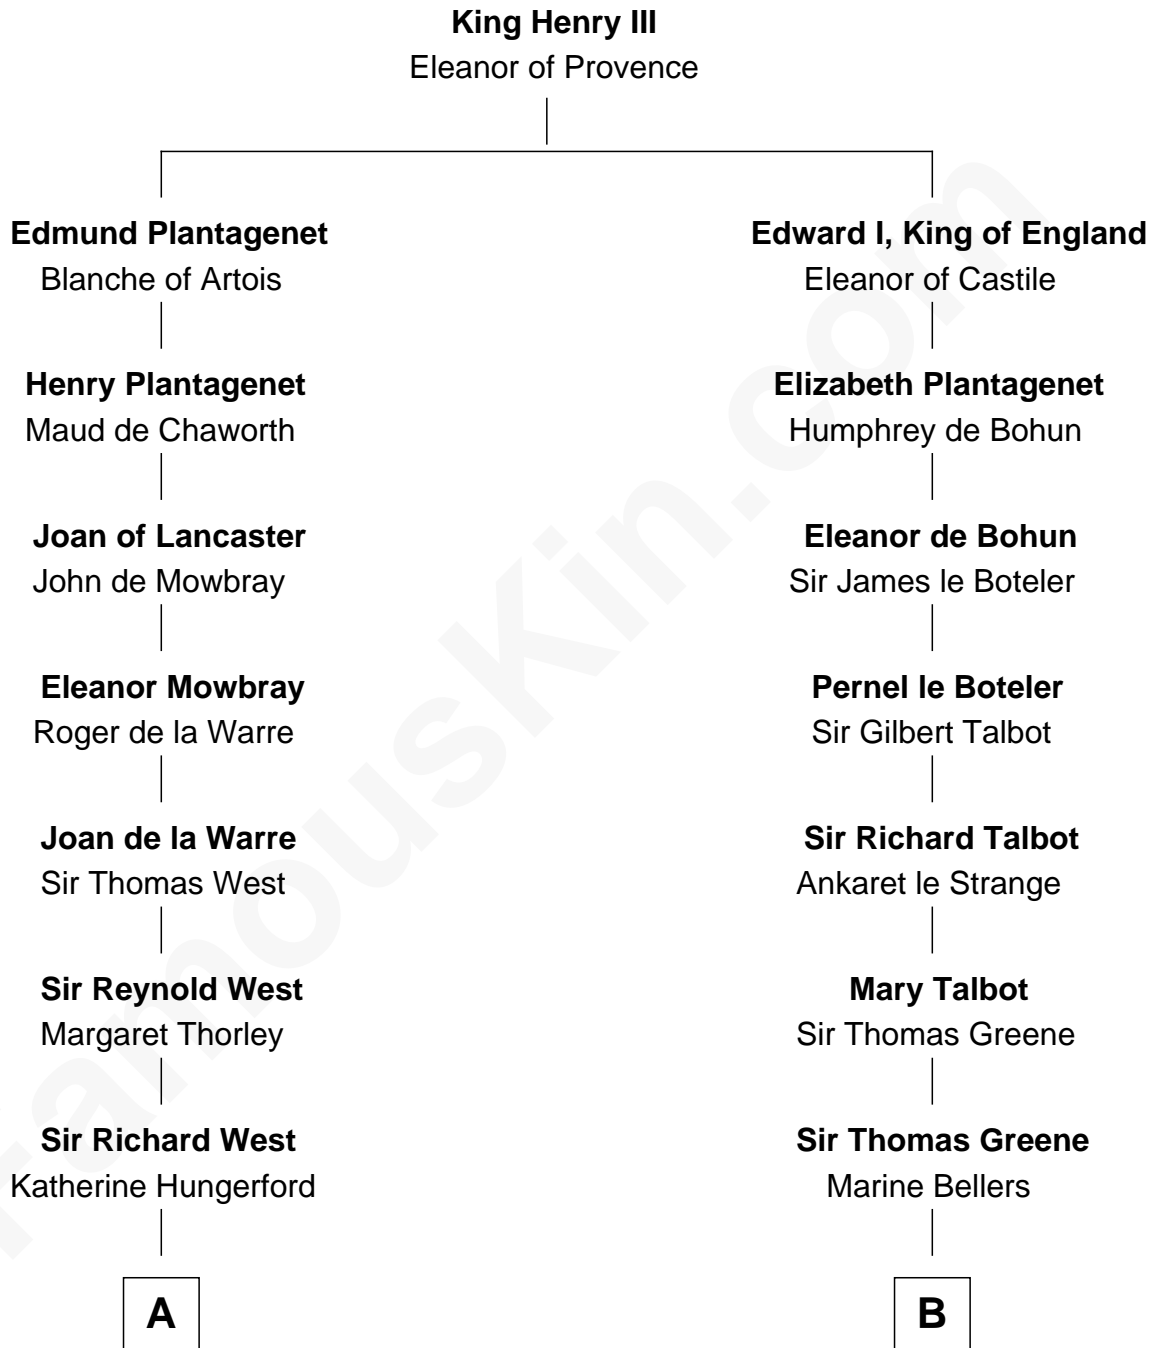 King Henry III
Eleanor of Provence
Edmund Plantagenet
Blanche of Artois
Henry Plantagenet
Maud de Chaworth
Joan of Lancaster
John de Mowbray
Eleanor Mowbray
Roger de la Warre
Joan de la Warre
Sir Thomas West
Sir Reynold West
Margaret Thorley
Sir Richard West
Katherine Hungerford
A
Edward I, King of England
Eleanor of Castile
Elizabeth Plantagenet
Humphrey de Bohun
Eleanor de Bohun
Sir James le Boteler
Pernel le Boteler
Sir Gilbert Talbot
Sir Richard Talbot
Ankaret le Strange
Mary Talbot
Sir Thomas Greene
Sir Thomas Greene
Marine Bellers
B
FamousKin.com